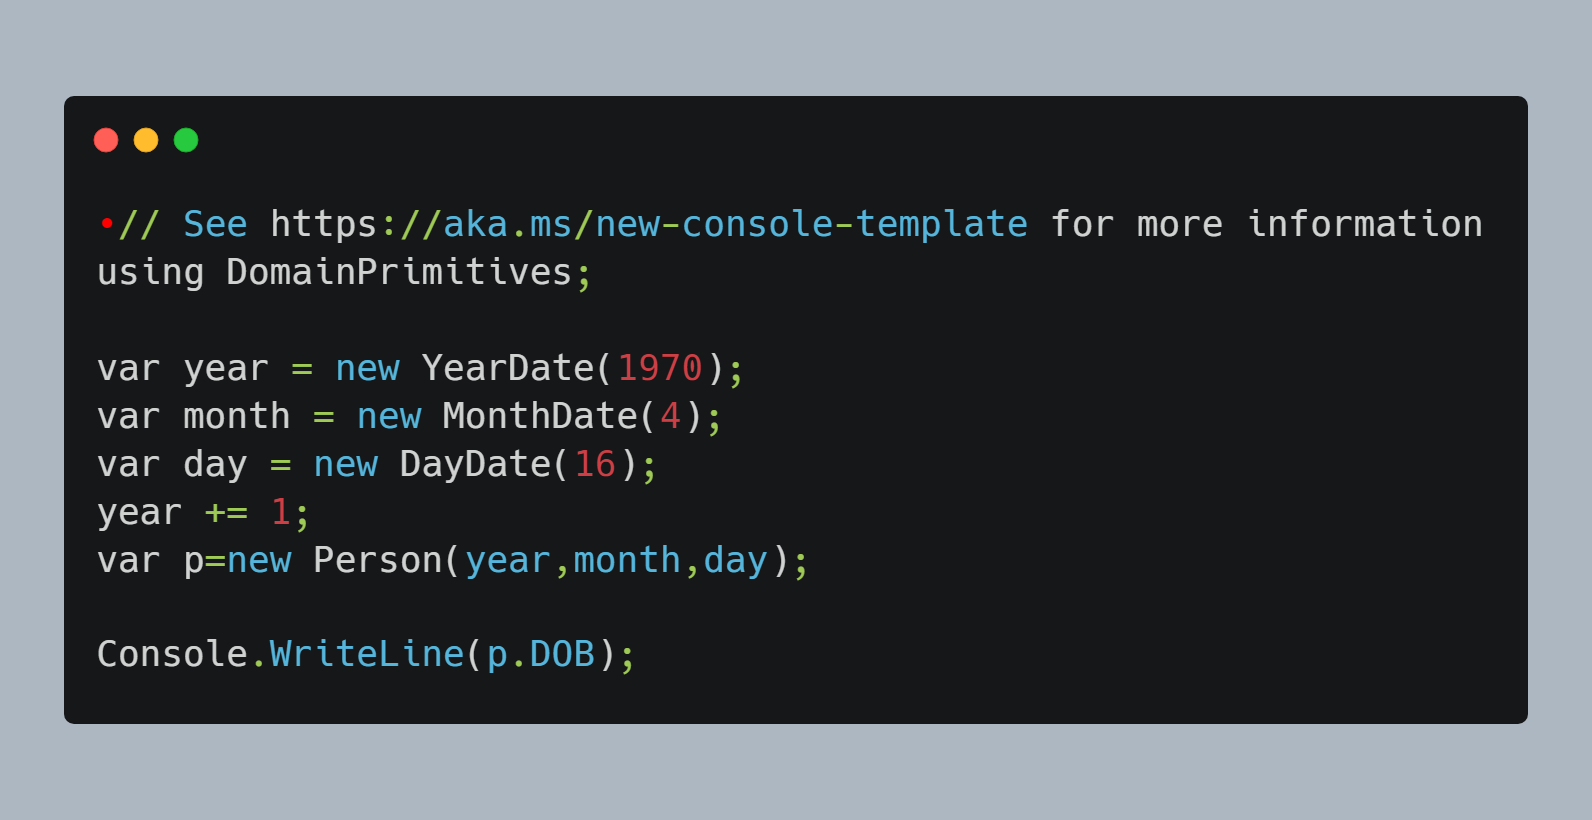 •// See https://aka.ms/new-console-template for more information
using DomainPrimitives;
var year = new YearDate(1970);
var month = new MonthDate(4);
var day = new DayDate(16);
year += 1;
var p=new Person(year,month,day);
Console.WriteLine(p.DOB);